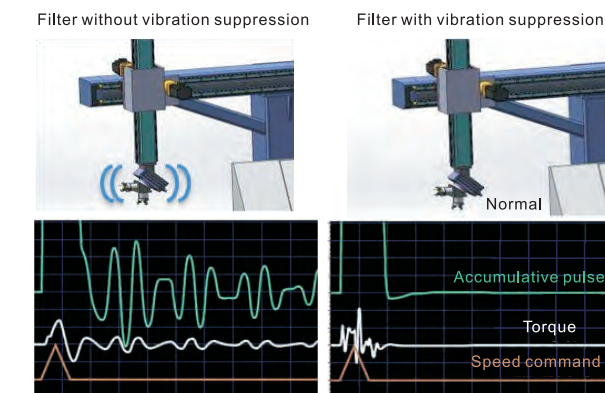 Filter without vibration suppression
Filter with vibration suppression
Normal
Accumulative pulse
Torque
Speed command